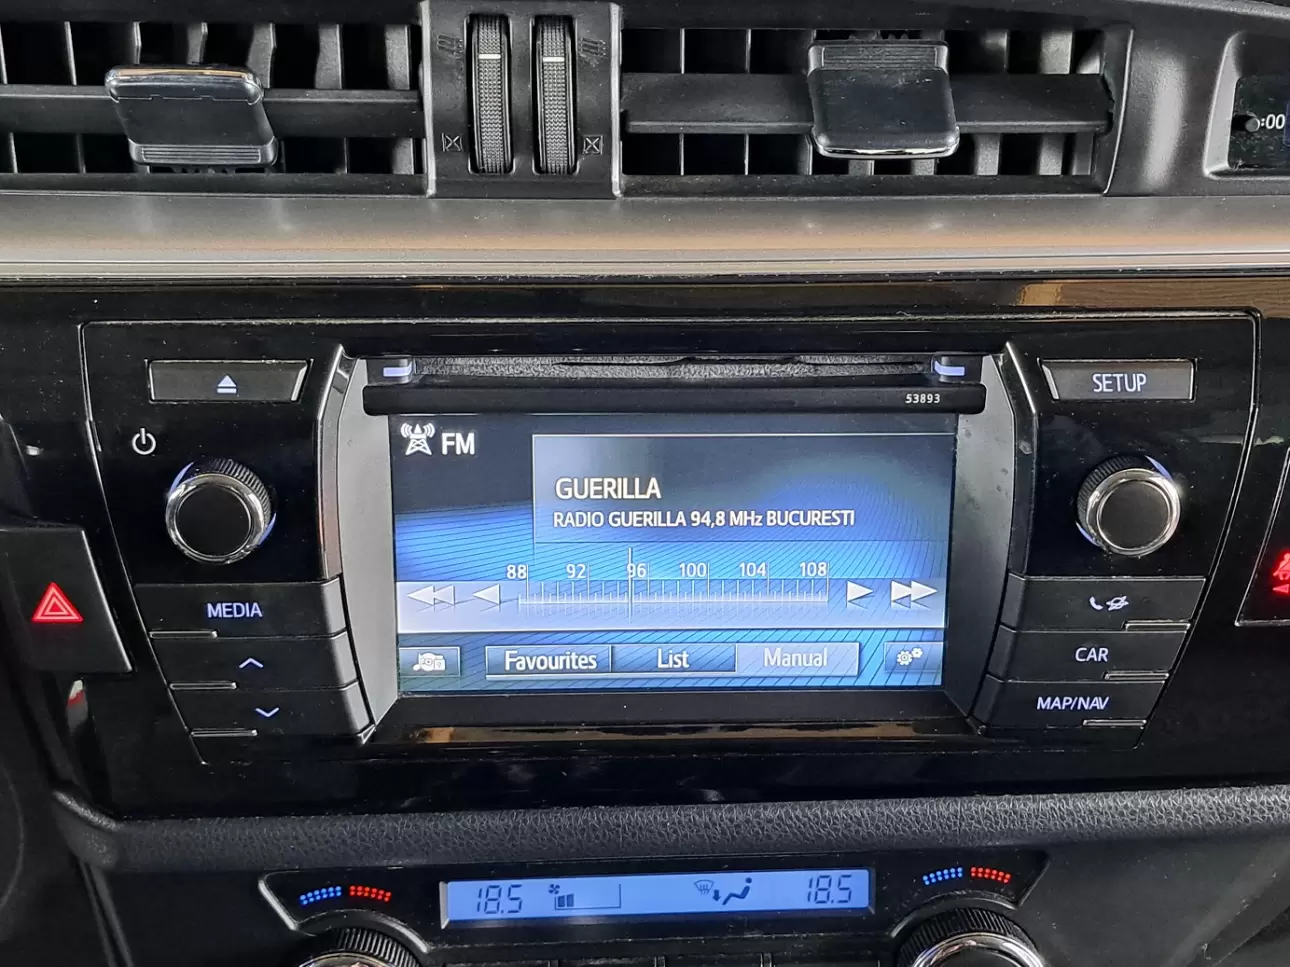 :00
SETUP
53893
FM
GUERILLA
RADIO GUERILLA 94,8 MHz BUCURESTI
88 92 96 100 104 108
MEDIA
Favourites List Manual
CAR
MAP/NAV
18.5 18.5